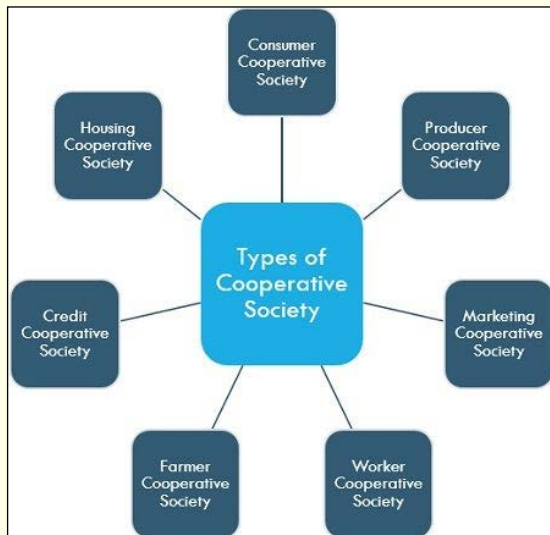 Consumer
Cooperative
Society
Housing
Cooperative
Society
Producer
Cooperative
Society
Types of
Cooperative
Society
Credit
Cooperative
Society
Marketing
Cooperative
Society
Farmer
Cooperative
Society
Worker
Cooperative
Society